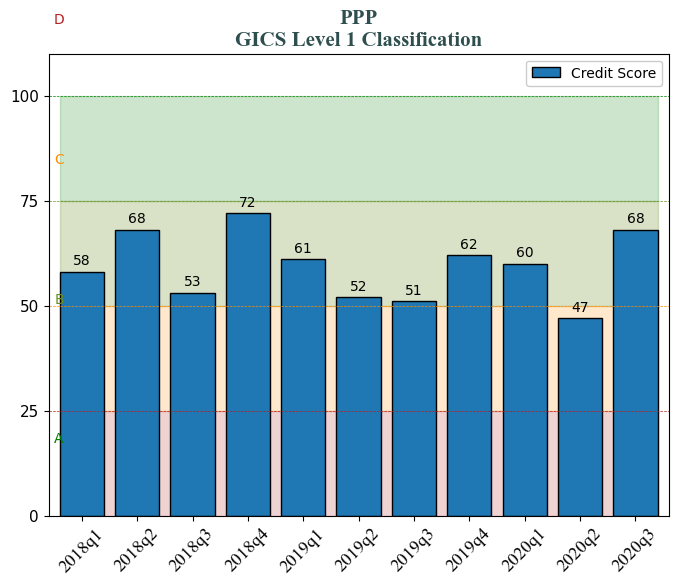 D
PPP
GICS Level 1 Classification
Credit Score
100
C
75
72
68
68
62
61
60
58
53
52
51
B
50
47
25
A
0
2018q1
2018q2
2018q3
2018q4
2019q1
2019q2
2019q3
2019q4
2020q1
2020q2
2020q3